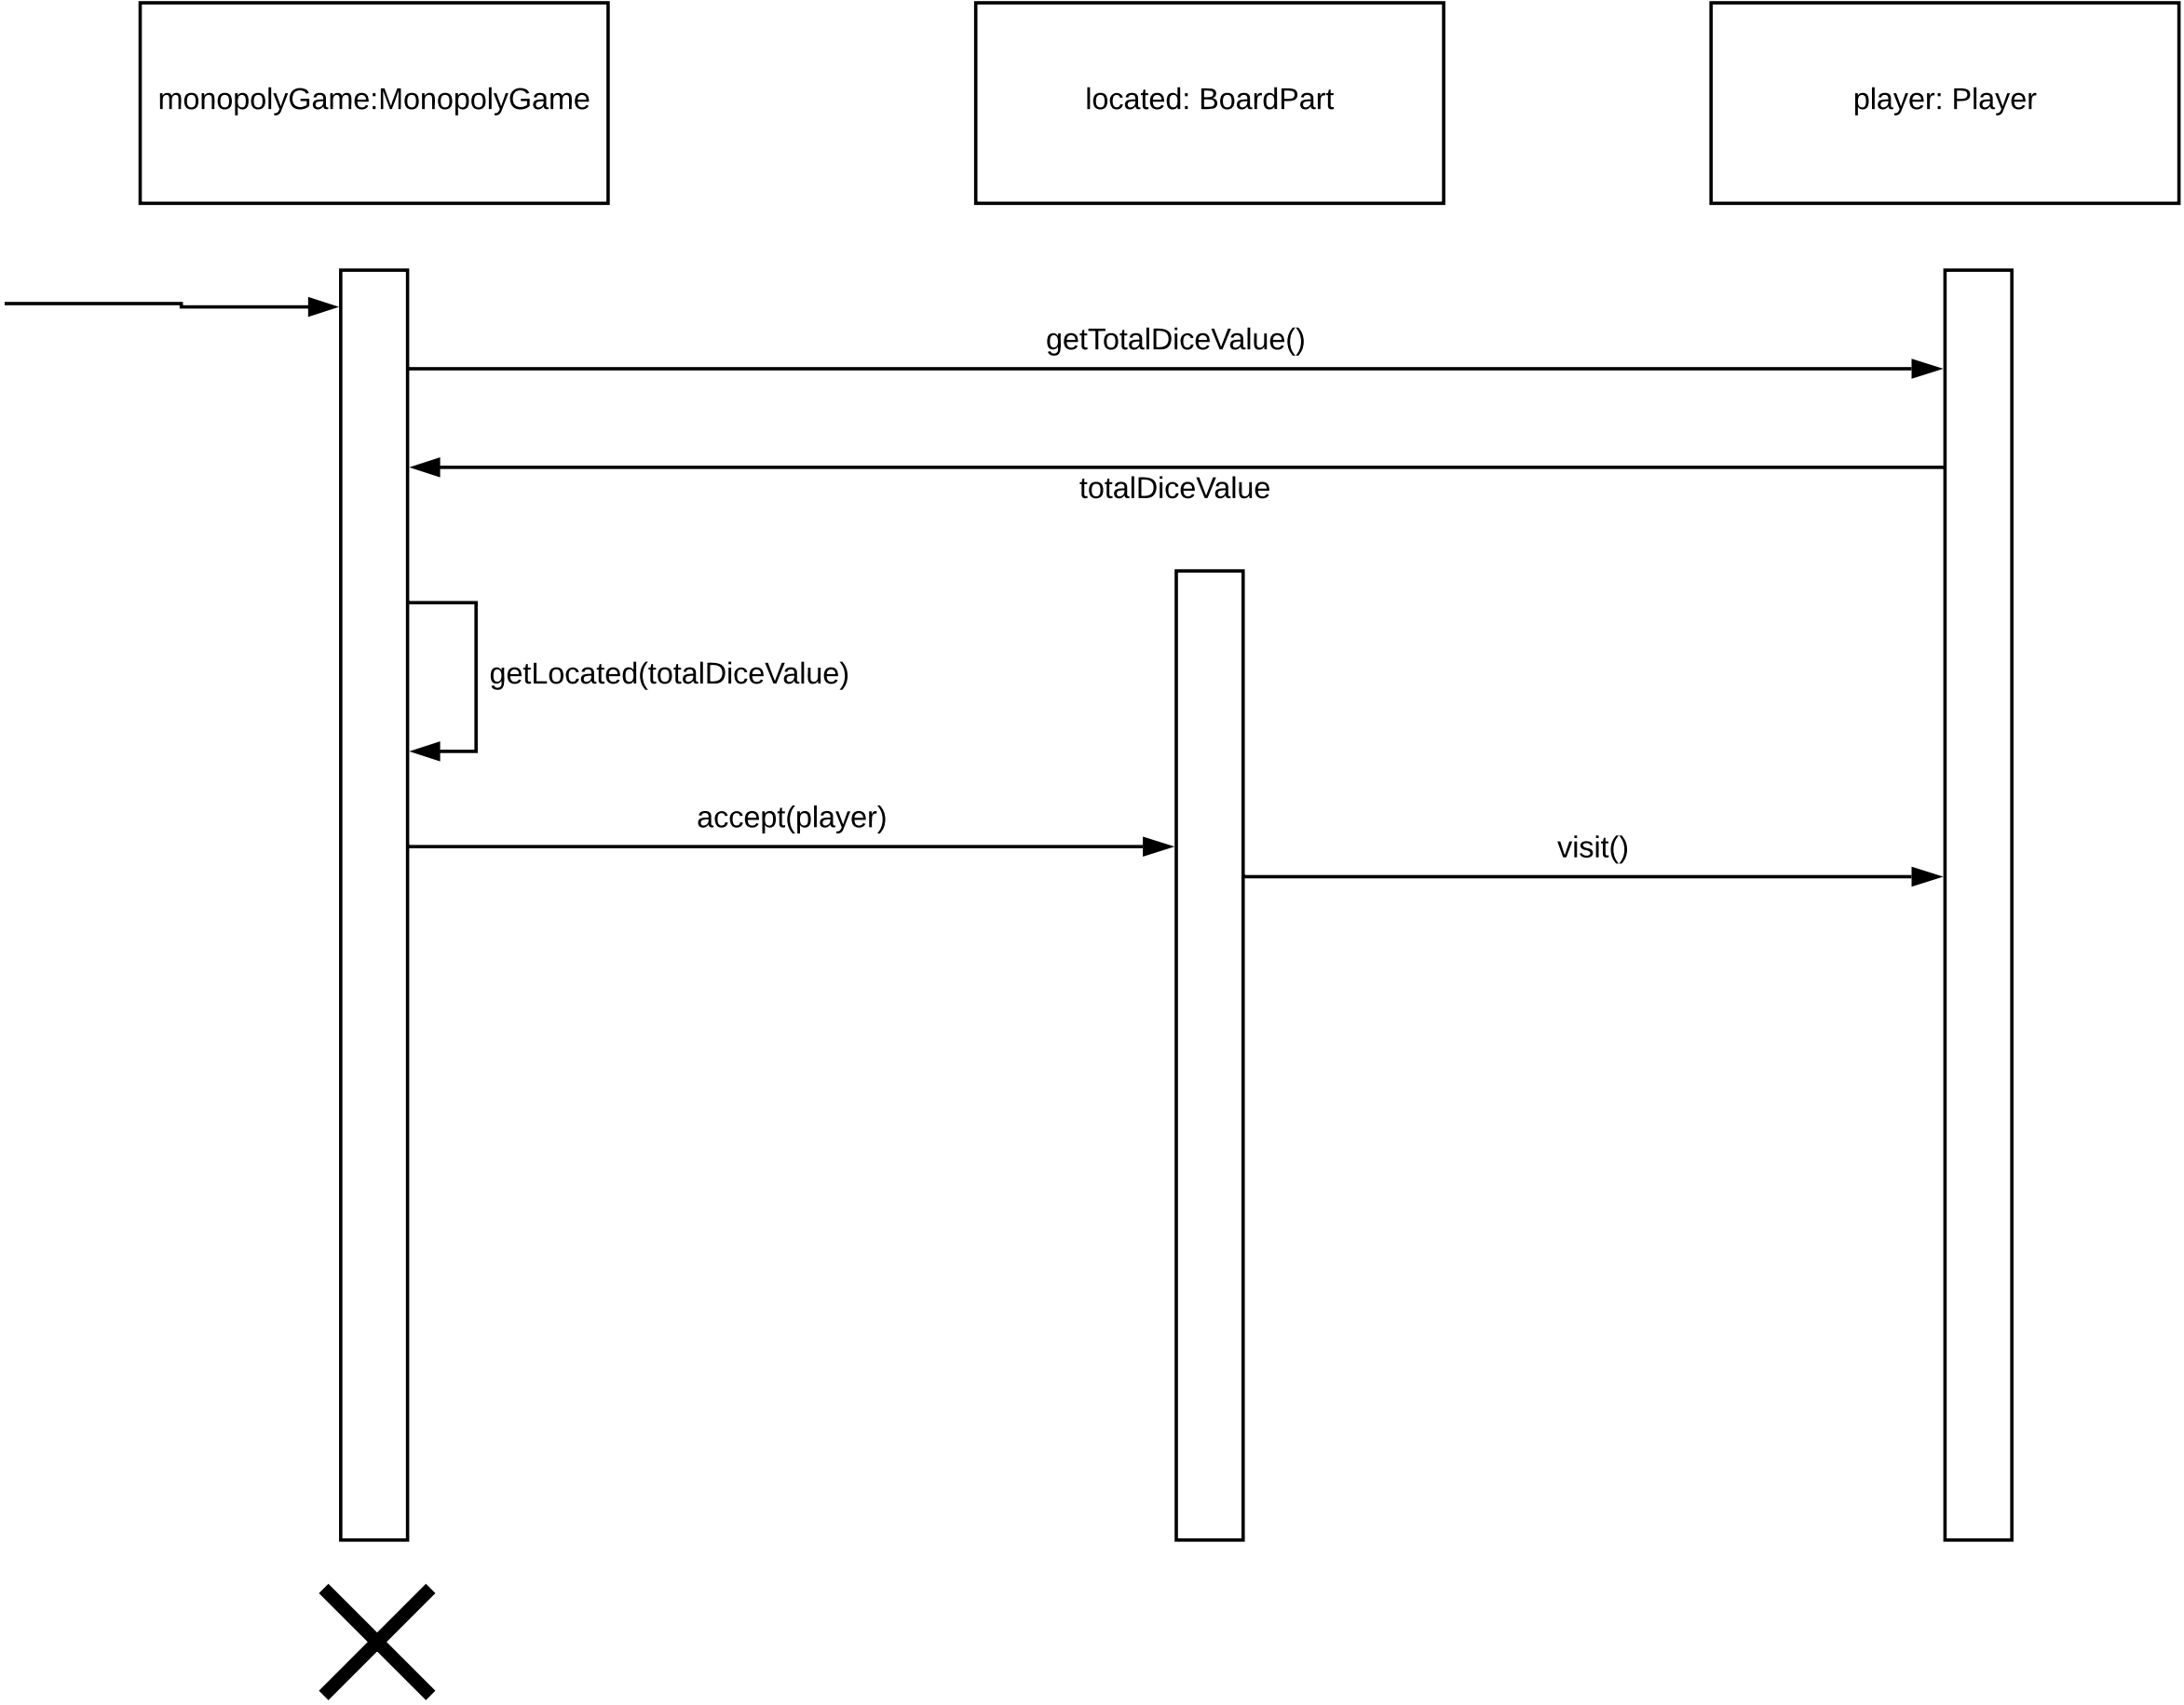 monopolyGame:MonopolyGame
located: BoardPart
player: Player
getTotalDiceValue()
totalDiceValue
getLocated(totalDiceValue)
accept(player)
visit()